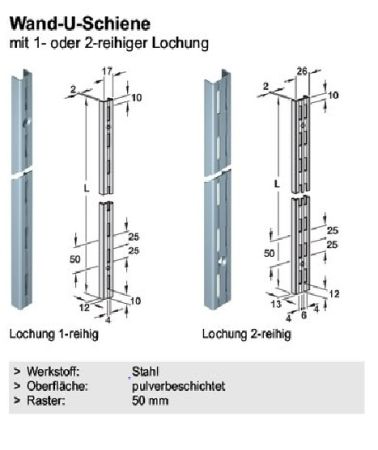 Wand-U-Schiene
mit 1- oder 2-reihiger Lochung
17
2
10
L
25
25
50
12
10
4
26
2
10
L
25
25
50
13
12
4
6
4
Lochung 1-reihig
Lochung 2-reihig
> Werkstoff: Stahl
> Oberfläche: pulverbeschichtet
> Raster: 50 mm